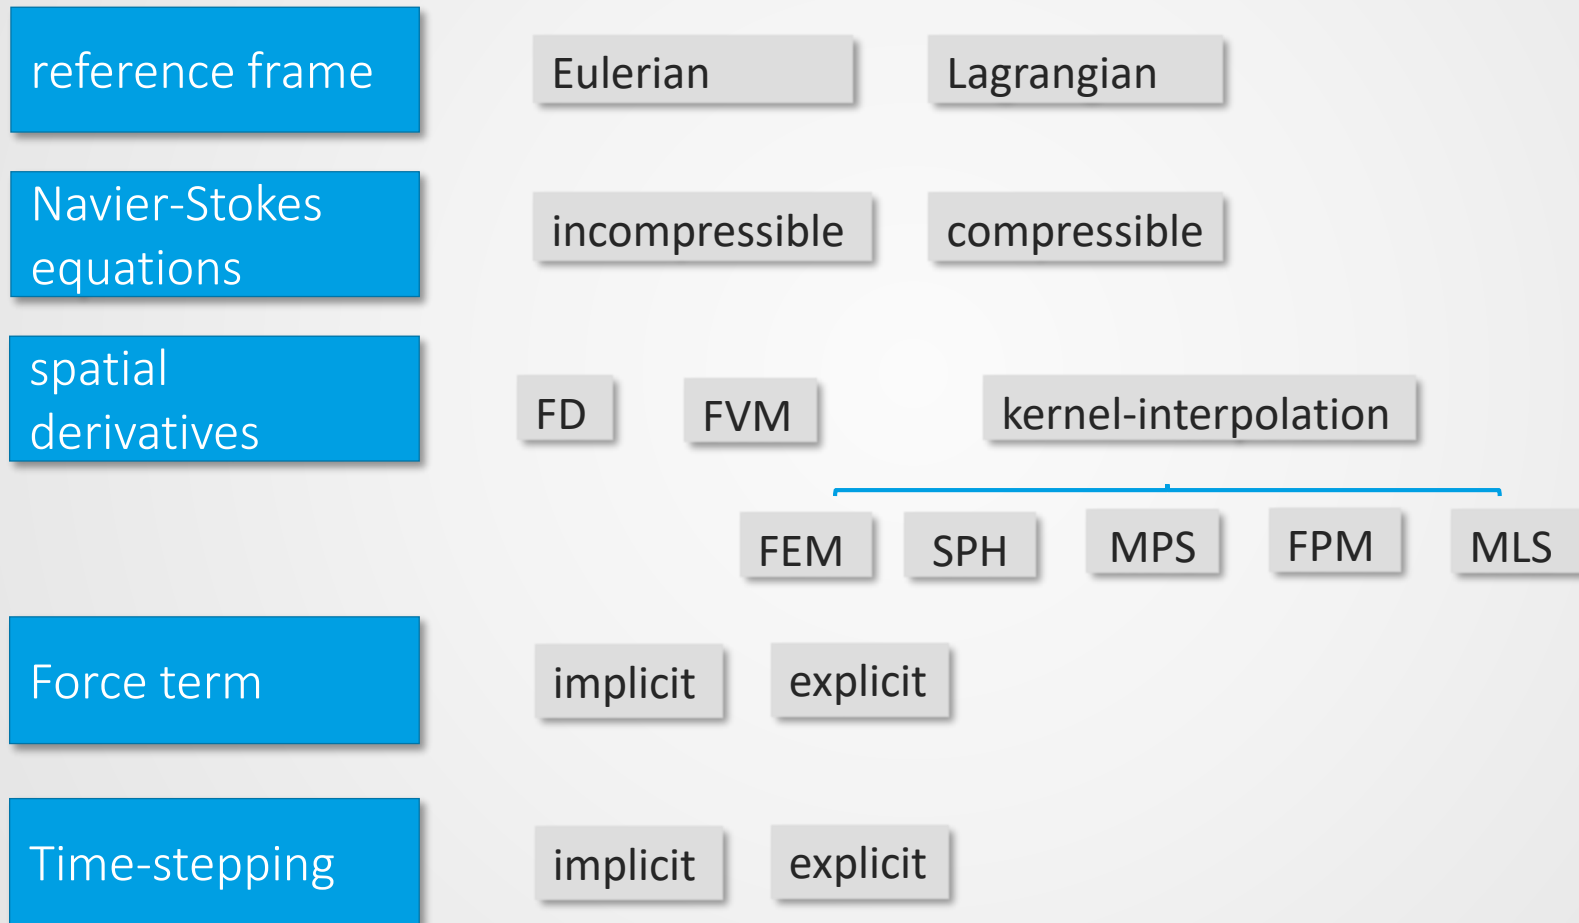 reference frame
Eulerian
Lagrangian
Navier-Stokes
equations
incompressible
compressible
spatial
derivatives
FD
FVM
kernel-interpolation
FEM
SPH
MPS
FPM
MLS
Force term
implicit
explicit
Time-stepping
implicit
explicit